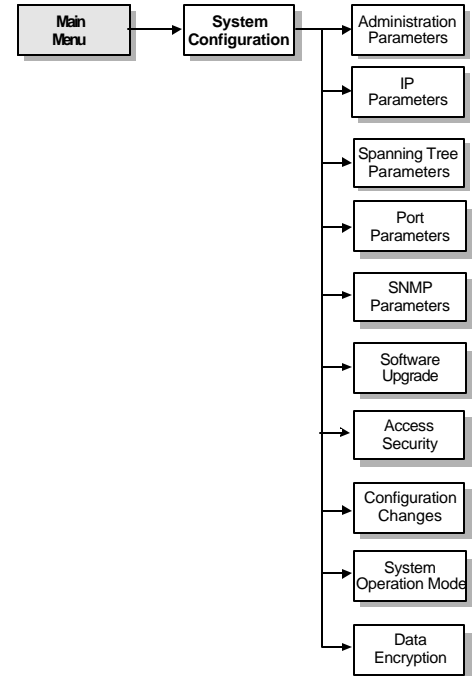 Main
Menu
System
Configuration
Administration
Parameters
IP
Parameters
Spanning Tree
Parameters
Port
Parameters
SNMP
Parameters
Software
Upgrade
Access
Security
Configuration
Changes
System
Operation Mode
Data
Encryption